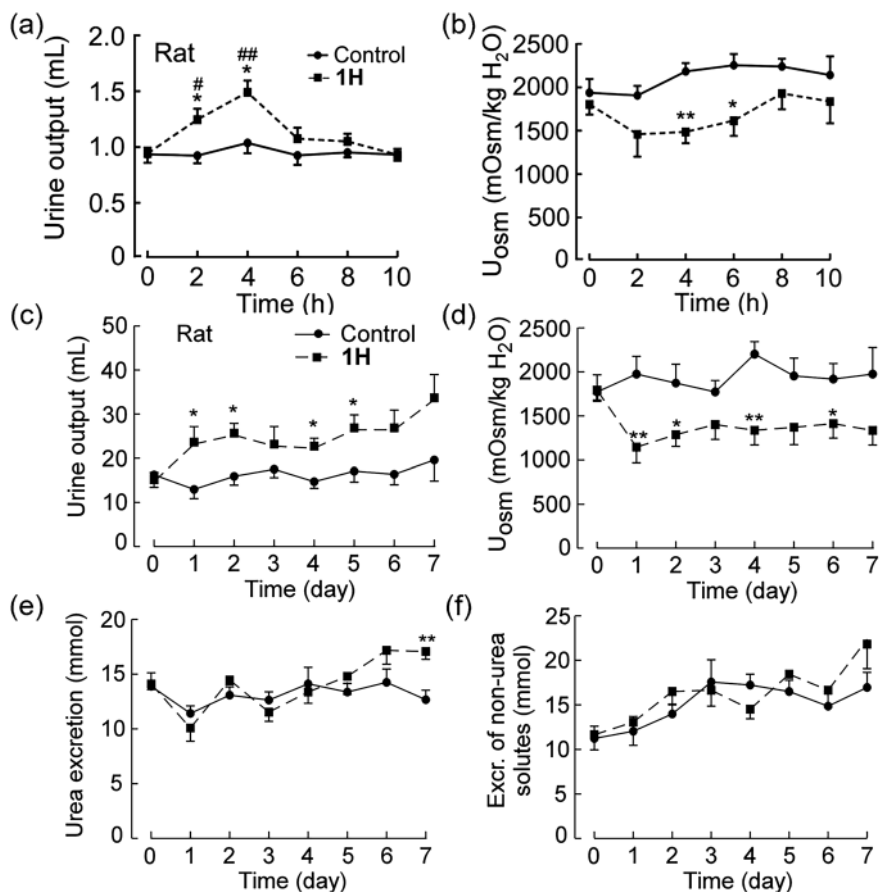 (a)
Rat
Control
1H
Urine output (mL)
2.0
1.5
1.0
0.5
0
#
*
##
*
0 2 4 6 8 10
Time (h)
(b)
U_osm (mOsm/kg H₂O)
2500
2000
1500
1000
500
0
**
*
0 2 4 6 8 10
Time (h)
(c)
Rat
Control
1H
Urine output (mL)
50
40
30
20
10
0
* * * *
0 1 2 3 4 5 6 7
Time (day)
(d)
U_osm (mOsm/kg H₂O)
2500
2000
1500
1000
500
0
** * ** *
0 1 2 3 4 5 6 7
Time (day)
(e)
Urea excretion (mmol)
20
15
10
5
0
**
0 1 2 3 4 5 6 7
Time (day)
(f)
Excr. of non-urea
solutes (mmol)
25
20
15
10
5
0
0 1 2 3 4 5 6 7
Time (day)